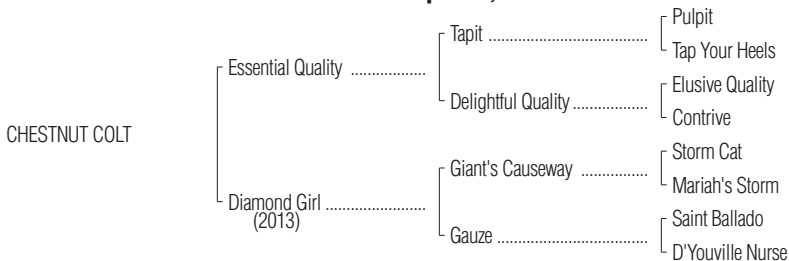 Pulpit
Tapit ......................................
Tap Your Heels
Essential Quality ..................
Elusive Quality
Delightful Quality ..................
Contrive
CHESTNUT COLT
Storm Cat
Giant's Causeway ................
Mariah's Storm
Diamond Girl ........................
(2013)
Saint Ballado
Gauze ....................................
D'Youville Nurse